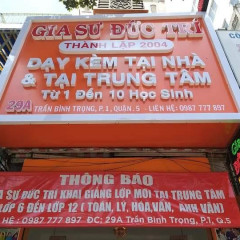 GIA SƯ ĐỨC TRÍ
THÀNH LẬP 2004
DẠY KÈM TẠI NHÀ
& TẠI TRUNG TÂM
Từ 1 Đến 10 Học Sinh
29A TRẦN BÌNH TRỌNG, P.1, QUẬN.5 - LIÊN HỆ: 0987 777 897
THÔNG BÁO
A SƯ ĐỨC TRÍ KHAI GIẢNG LỚP MỚI TẠI TRUNG TÂM
LỚP 6 ĐẾN LỚP 12 ( TOÁN, LÝ, HOÁ, VĂN, ANH VĂN)
HỆ : 0987 777 897. ĐC: 29A Trần Bình Trọng, P.1, Q.5